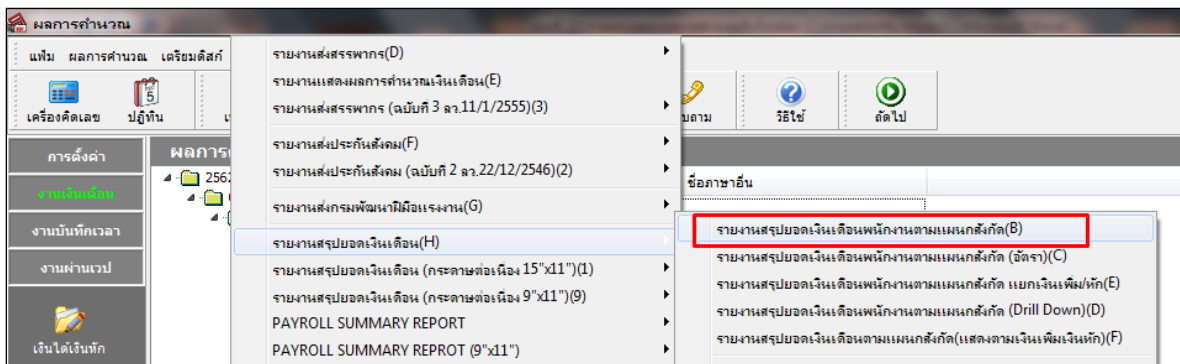 ผลการคำนวณ
แฟ้ม ผลการคำนวณ เตรียมดิสก์
เครื่องคิดเลข ปฏิทิน
วิธีใช้ ถัดไป
การตั้งค่า
งานเงินเดือน
งานบันทึกเวลา
งานผ่านเวป
เงินได้เงินหัก
2562
ชื่อภาษาอื่น
รายงานส่งสรรพากร(D)
รายงานแสดงผลการคำนวณเงินเดือน(E)
รายงานส่งสรรพากร (ฉบับที่ 3 ลว.11/1/2555)(3)
รายงานส่งประกันสังคม(F)
รายงานส่งประกันสังคม (ฉบับที่ 2 ลว.22/12/2546)(2)
รายงานส่งกรมพัฒนาฝีมือแรงงาน(G)
รายงานสรุปยอดเงินเดือน(H)
รายงานสรุปยอดเงินเดือน (กระดาษต่อเนื่อง 15"x11")(1)
รายงานสรุปยอดเงินเดือน (กระดาษต่อเนื่อง 9"x11")(9)
PAYROLL SUMMARY REPORT
PAYROLL SUMMARY REPROT (9"x11")
รายงานสรุปยอดเงินเดือนพนักงานตามแผนกสังกัด(B)
รายงานสรุปยอดเงินเดือนพนักงานตามแผนกสังกัด (อัตรา)(C)
รายงานสรุปยอดเงินเดือนพนักงานตามแผนกสังกัด แยกเงินเพิ่ม/หัก(E)
รายงานสรุปยอดเงินเดือนพนักงานตามแผนกสังกัด (Drill Down)(D)
รายงานสรุปยอดเงินเดือนตามแผนกสังกัด(แสดงตามเงินเพิ่มเงินหัก)(F)